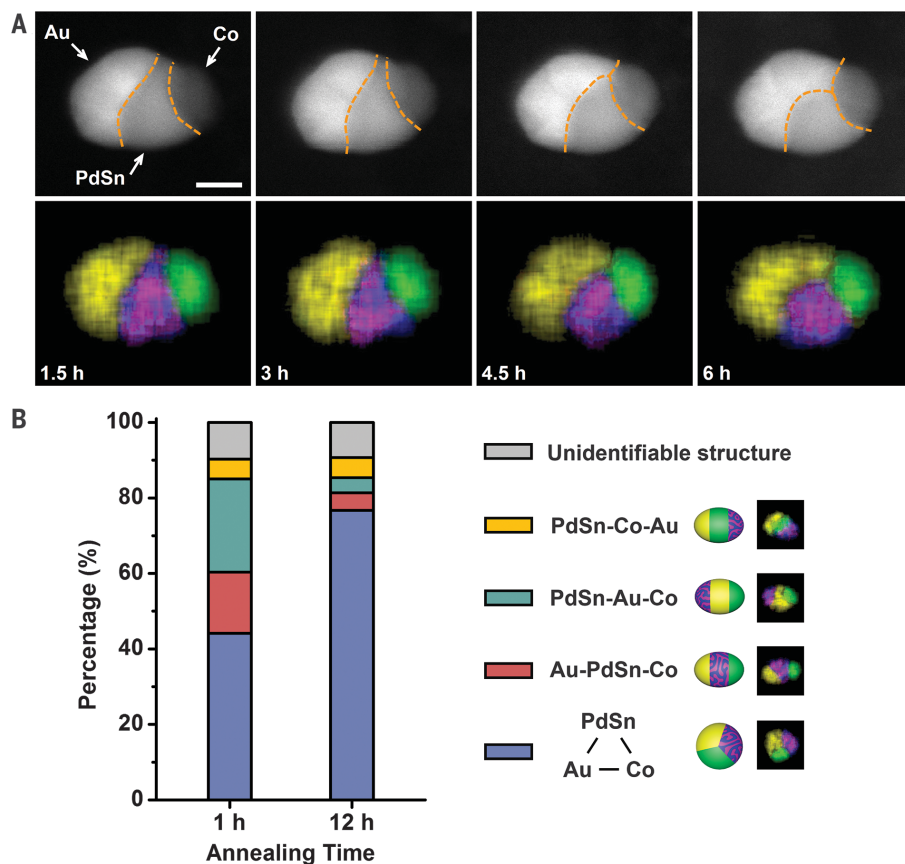 A
Au
Co
PdSn
1.5 h
3 h
4.5 h
6 h
B
Percentage (%)
100
80
60
40
20
0
1 h
12 h
Annealing Time
Unidentifiable structure
PdSn-Co-Au
PdSn-Au-Co
Au-PdSn-Co
PdSn
Au
Co